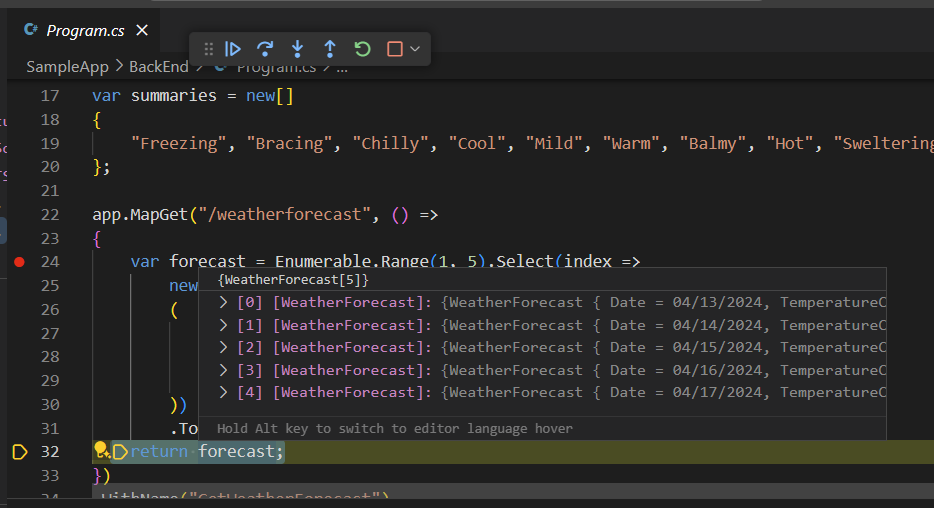 C# Program.cs
SampleApp > BackEnd > Program.cs > ...
17 var summaries = new[]
18 {
19 "Freezing", "Bracing", "Chilly", "Cool", "Mild", "Warm", "Balmy", "Hot", "Sweltering
20 };
21
22 app.MapGet("/weatherforecast", () =>
23 {
24 var forecast = Enumerable.Range(1, 5).Select(index =>
25 new
{WeatherForecast[5]}
26 (
[0] [WeatherForecast]: {WeatherForecast { Date = 04/13/2024, TemperatureC
27
[1] [WeatherForecast]: {WeatherForecast { Date = 04/14/2024, TemperatureC
28
[2] [WeatherForecast]: {WeatherForecast { Date = 04/15/2024, TemperatureC
29
[3] [WeatherForecast]: {WeatherForecast { Date = 04/16/2024, TemperatureC
30 ))
[4] [WeatherForecast]: {WeatherForecast { Date = 04/17/2024, TemperatureC
31 .To
Hold Alt key to switch to editor language hover
32 return forecast;
33 })
34 .WithName("GetWeatherForecast")